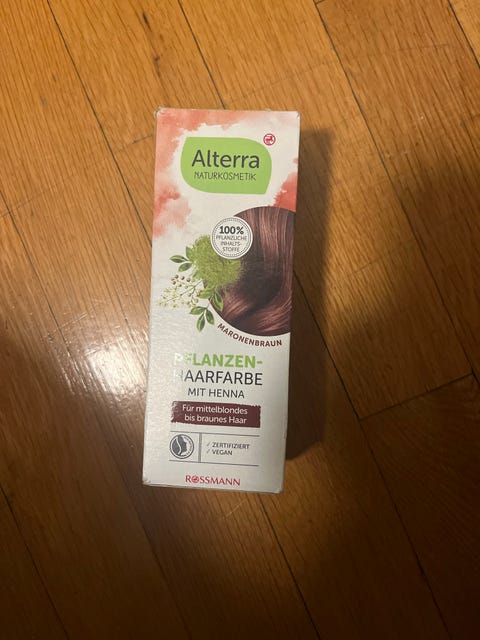 Alterra
NATURKOSMETIK
100%
PFLANZLICHE
INHALTS-
STOFFE
MARONENBRAUN
PFLANZEN-
HAARFARBE
MIT HENNA
Für mittelblondes
bis braunes Haar
✓ ZERTIFIZIERT
✓ VEGAN
ROSSMANN